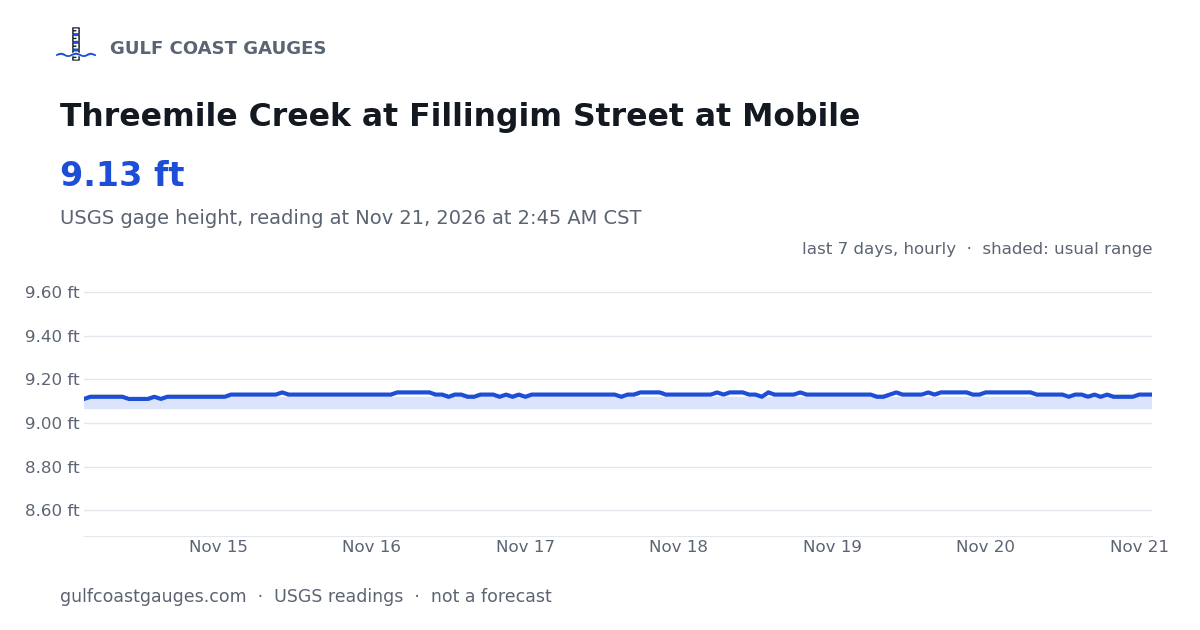 GULF COAST GAUGES
Threemile Creek at Fillingim Street at Mobile
9.13 ft
USGS gage height, reading at Nov 21, 2026 at 2:45 AM CST
last 7 days, hourly · shaded: usual range
9.60 ft
9.40 ft
9.20 ft
9.00 ft
8.80 ft
8.60 ft
Nov 15 Nov 16 Nov 17 Nov 18 Nov 19 Nov 20 Nov 21
gulfcoastgauges.com · USGS readings · not a forecast